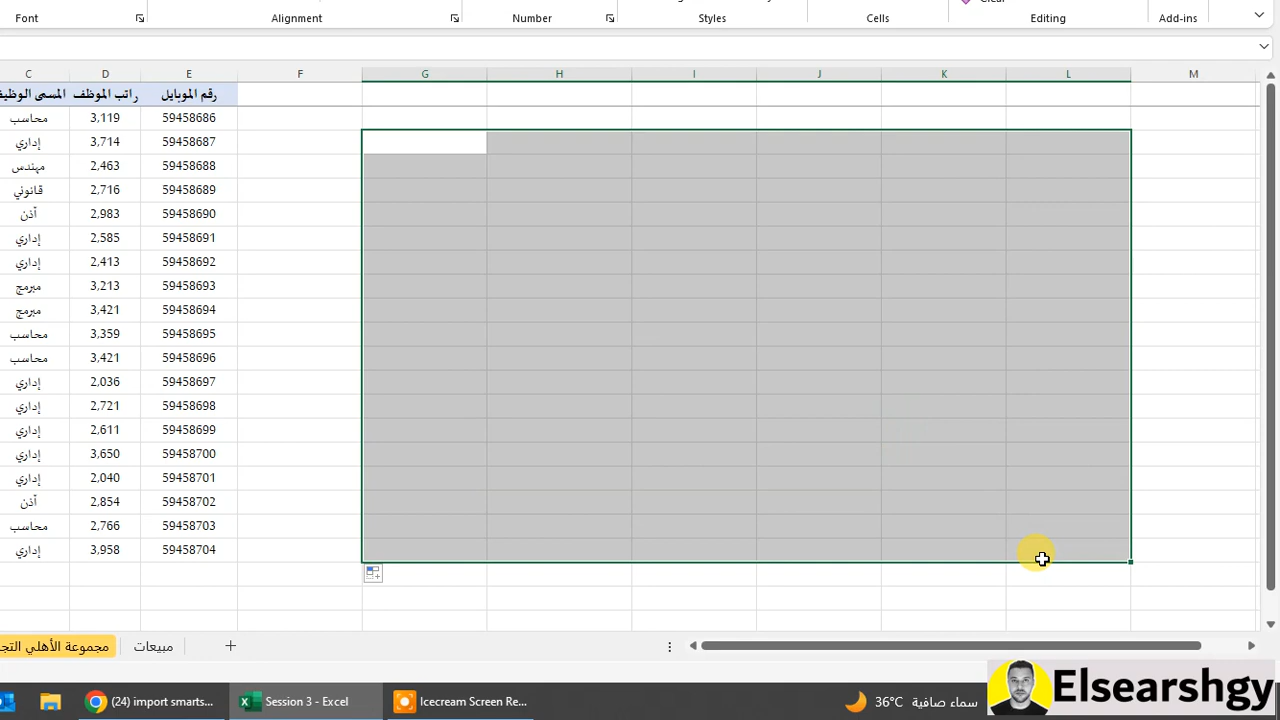 Font
Alignment
Number
Styles
Cells
Editing
Add-ins
C D E F G H I J K L M
راتب الموظف رقم الموبايل
محاسب 3,119 59458686
إداري 3,714 59458687
مهندس 2,463 59458688
قانوني 2,716 59458689
أذن 2,983 59458690
إداري 2,585 59458691
إداري 2,413 59458692
مبرمج 3,213 59458693
مبرمج 3,421 59458694
محاسب 3,359 59458695
محاسب 3,421 59458696
إداري 2,036 59458697
إداري 2,721 59458698
إداري 2,611 59458699
إداري 3,650 59458700
إداري 2,040 59458701
أذن 2,854 59458702
محاسب 2,766 59458703
إداري 3,958 59458704
مجموعة الأهلي التجا
مبيعات
(24) import smarts...
Session 3 - Excel
Icecream Screen Re...
36°C سماء صافية
Elsearshgy